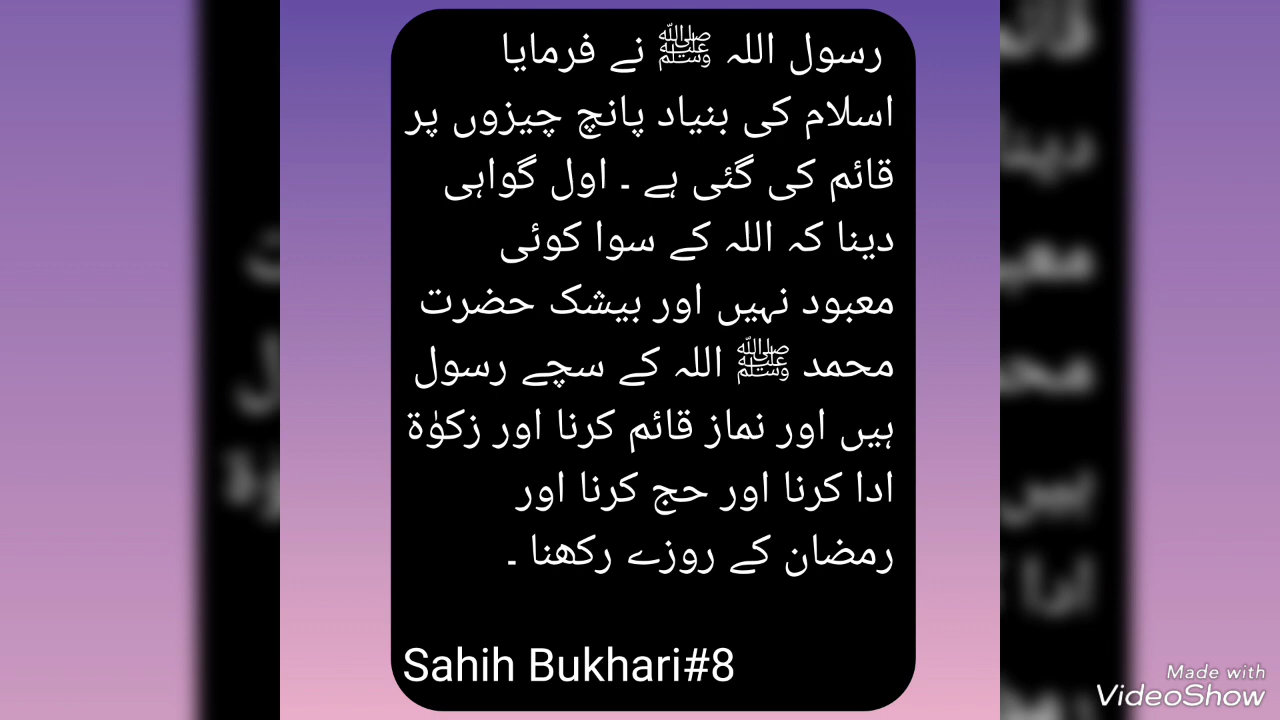 رسول اللہ ﷺ نے فرمایا
اسلام کی بنیاد پانچ چیزوں پر
قائم کی گئی ہے ۔ اول گواہی
دینا کہ اللہ کے سوا کوئی
معبود نہیں اور بیشک حضرت
محمد ﷺ اللہ کے سچے رسول
ہیں اور نماز قائم کرنا اور زکوٰۃ
ادا کرنا اور حج کرنا اور
رمضان کے روزے رکھنا ۔
Sahih Bukhari#8
Made with
VideoShow